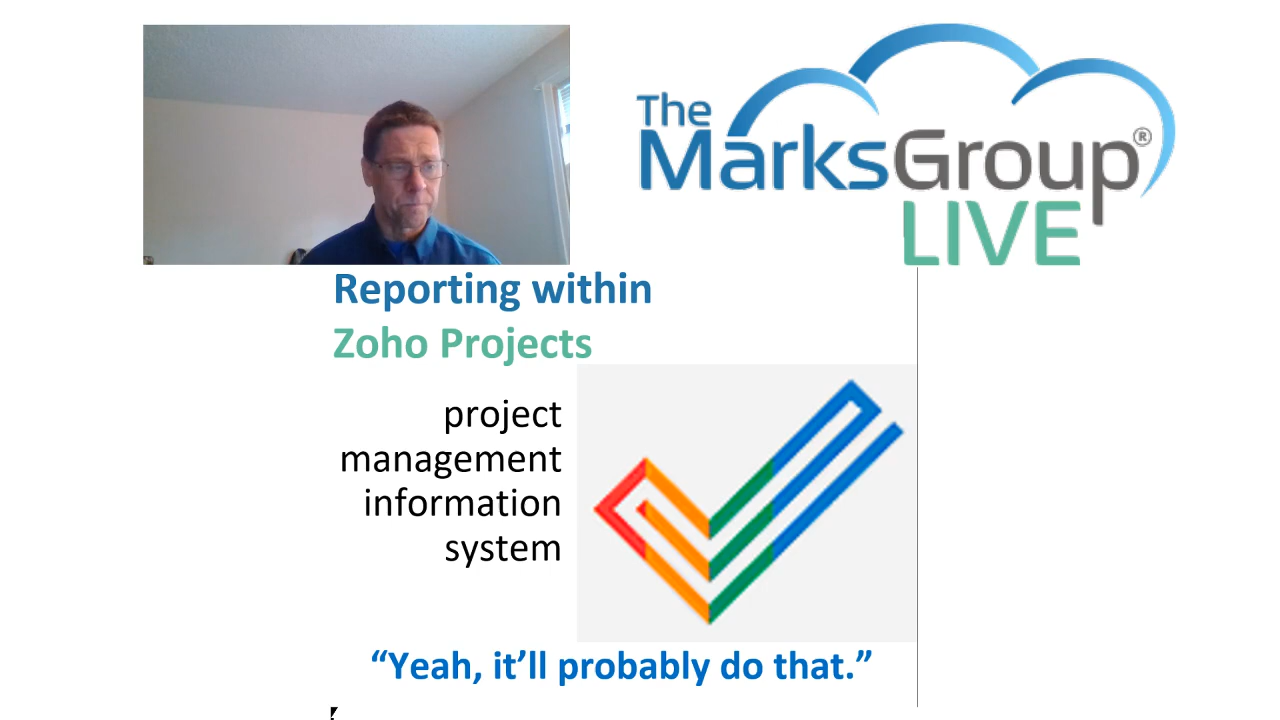 The
MarksGroup®
LIVE
Reporting within
Zoho Projects
project
management
information
system
“Yeah, it’ll probably do that.”